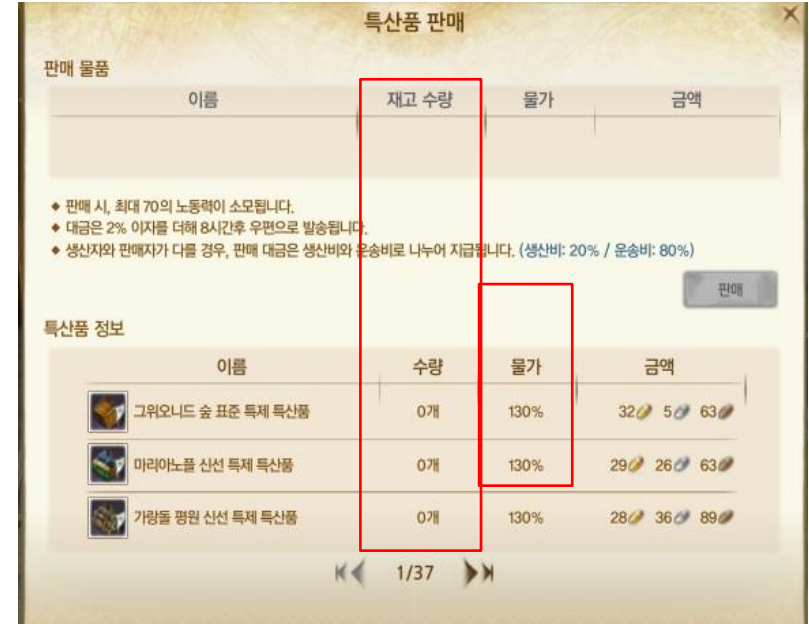 특산품 판매
판매 물품
이름 재고 수량 물가 금액
◆ 판매 시, 최대 70의 노동력이 소모됩니다.
◆ 대금은 2% 이자를 더해 8시간후 우편으로 발송됩니다.
◆ 생산자와 판매자가 다를 경우, 판매 대금은 생산비와 운송비로 나누어 지급됩니다. (생산비: 20% / 운송비: 80%)
판매
특산품 정보
이름 수량 물가 금액
그위오니드 숲 표준 특제 특산품 0개 130% 32 5 63
마리아노플 신선 특제 특산품 0개 130% 29 26 63
가랑돌 평원 신선 특제 특산품 0개 130% 28 36 89
1/37